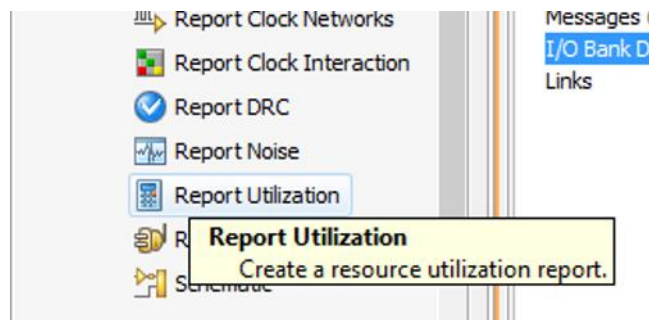 Report Clock Networks
Report Clock Interaction
Report DRC
Report Noise
Report Utilization
R
Report Utilization
Create a resource utilization report.
Schematic
Messages (
I/O Bank D
Links